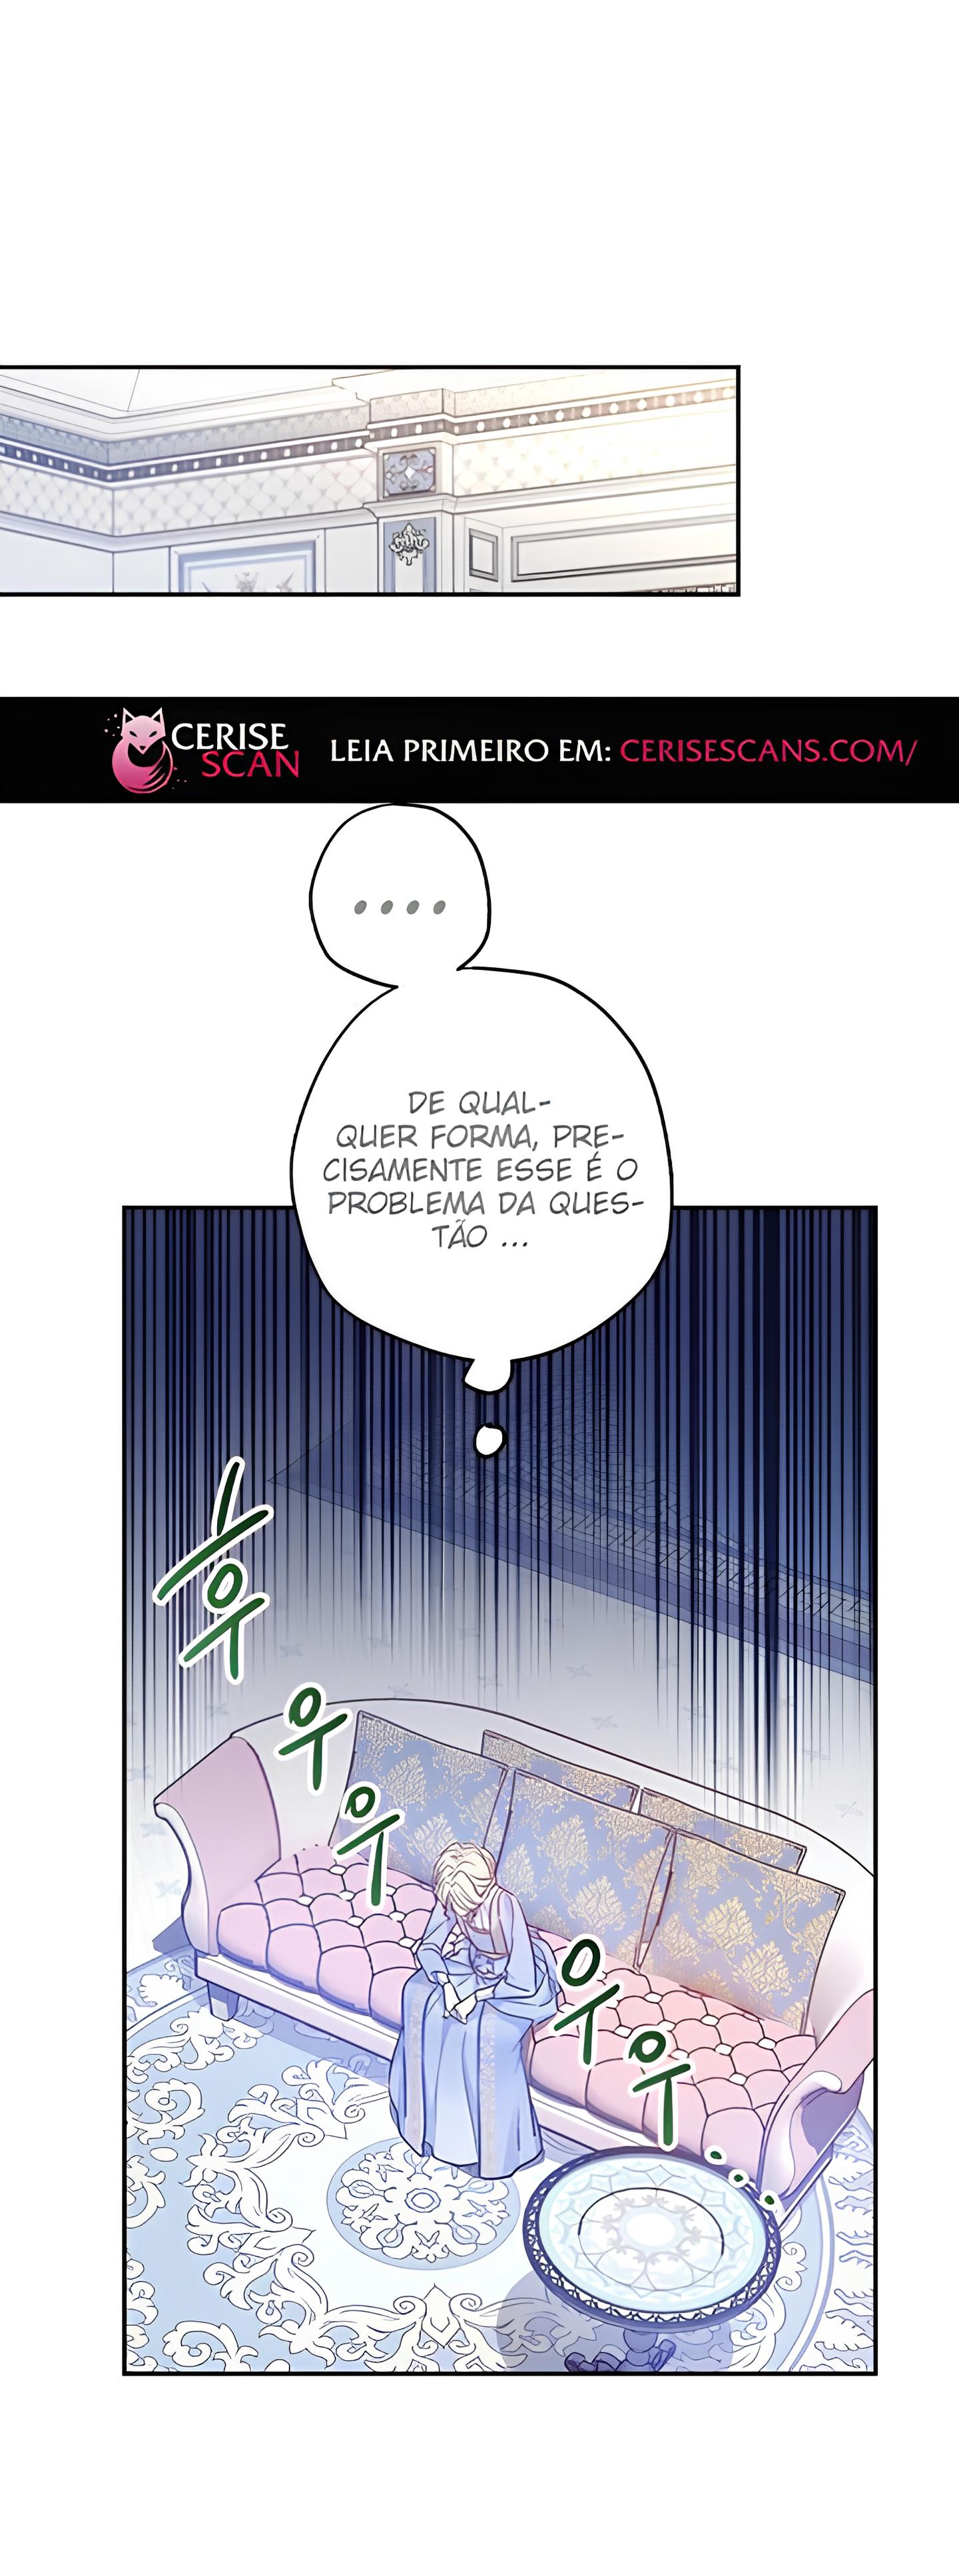 CERISE
SCAN
LEIA PRIMEIRO EM: CERISESCANS.COM/
....
DE QUAL-
QUER FORMA, PRE-
CISAMENTE ESSE É O
PROBLEMA DA QUES-
TÃO ...
우
우
우
우
우...